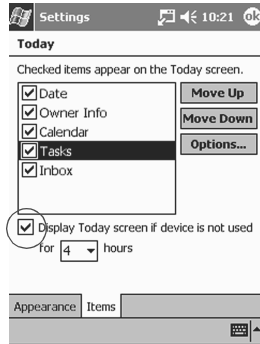 Settings 10:21 ok
Today
Checked items appear on the Today screen.
Date
Owner Info
Calendar
Tasks
Inbox
Move Up
Move Down
Options...
Display Today screen if device is not used
for 4 hours
Appearance Items